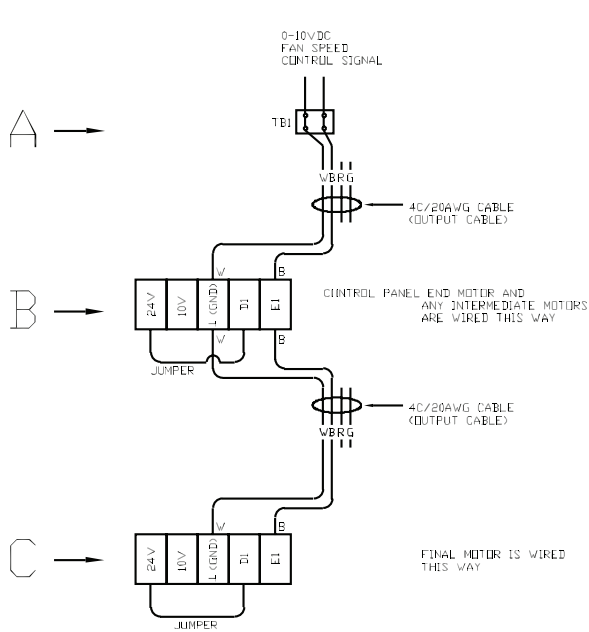 0-10VDC
FAN SPEED
CONTROL SIGNAL
A
TB1
WBRG
4C/20AWG CABLE
(OUTPUT CABLE)
W B
B
24V 10V L (GND) D1 E1
CONTROL PANEL END MOTOR AND
ANY INTERMEDIATE MOTORS
ARE WIRED THIS WAY
W B
JUMPER
4C/20AWG CABLE
(OUTPUT CABLE)
WBRG
W B
C
24V 10V L (GND) D1 E1
FINAL MOTOR IS WIRED
THIS WAY
JUMPER